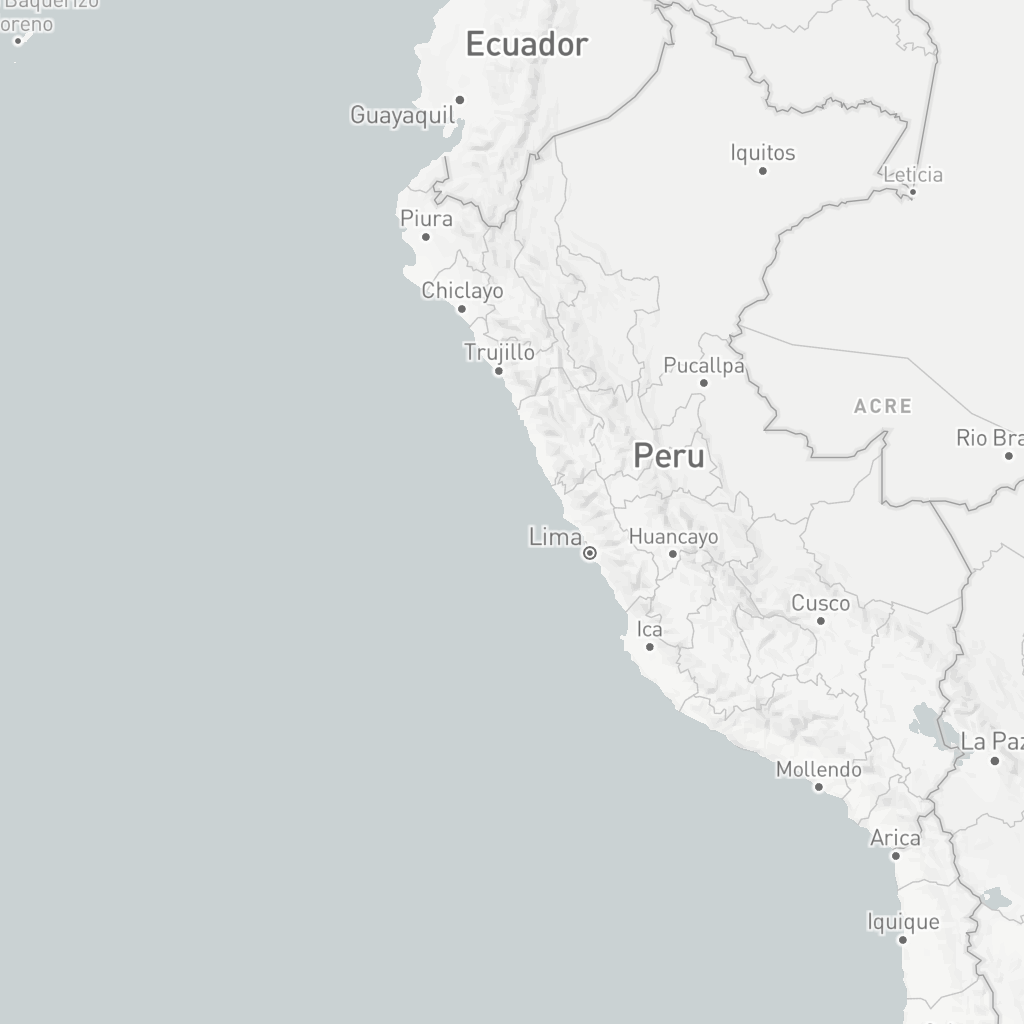 Baquerizo
oreno
Ecuador
Guayaquil
Iquitos
Leticia
Piura
Chiclayo
Trujillo
Pucallpa
ACRE
Rio Bra
Peru
Lima
Huancayo
Cusco
Ica
La Paz
Mollendo
Arica
Iquique